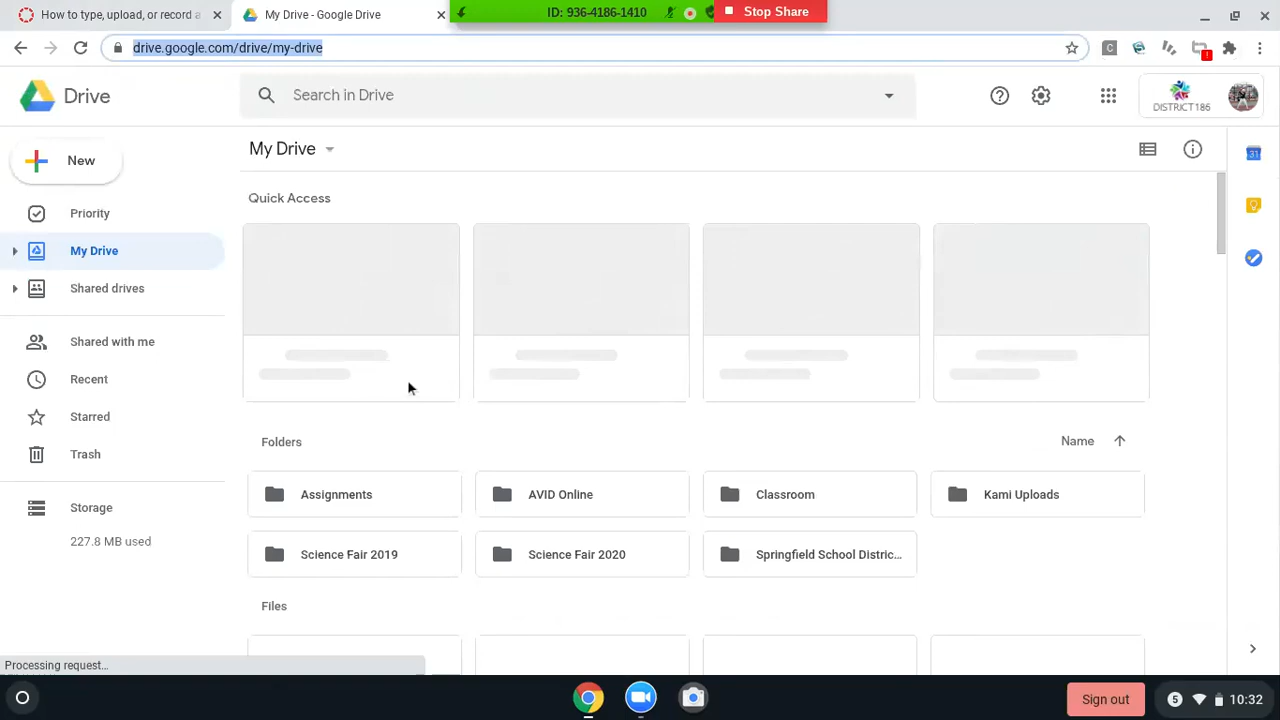 How to type, upload, or record a
My Drive - Google Drive
ID: 936-4186-1410
Stop Share
drive.google.com/drive/my-drive
Drive
Search in Drive
DISTRICT 186
My Drive
New
Quick Access
Priority
My Drive
Shared drives
Shared with me
Recent
Starred
Trash
Storage
227.8 MB used
Folders
Name
Assignments
AVID Online
Classroom
Kami Uploads
Science Fair 2019
Science Fair 2020
Springfield School Distric...
Files
31
C
!
Processing request...
Sign out
5
10:32